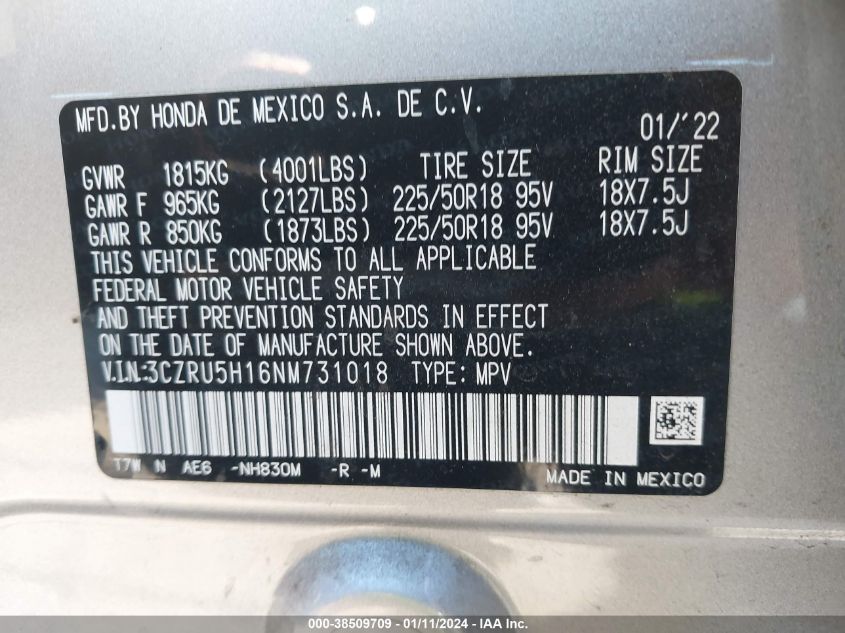 MFD.BY HONDA DE MEXICO S.A. DE C.V.
01/'22
GVWR 1815KG (4001LBS) TIRE SIZE RIM SIZE
GAWR F 965KG (2127LBS) 225/50R18 95V 18X7.5J
GAWR R 850KG (1873LBS) 225/50R18 95V 18X7.5J
THIS VEHICLE CONFORMS TO ALL APPLICABLE
FEDERAL MOTOR VEHICLE SAFETY
AND THEFT PREVENTION STANDARDS IN EFFECT
ON THE DATE OF MANUFACTURE SHOWN ABOVE.
V.I.N.:3CZRU5H16NM731018 TYPE: MPV
T7W N AE6 -NH830M -R -M
MADE IN MEXICO
000-38509709 - 01/11/2024 - IAAI.COM